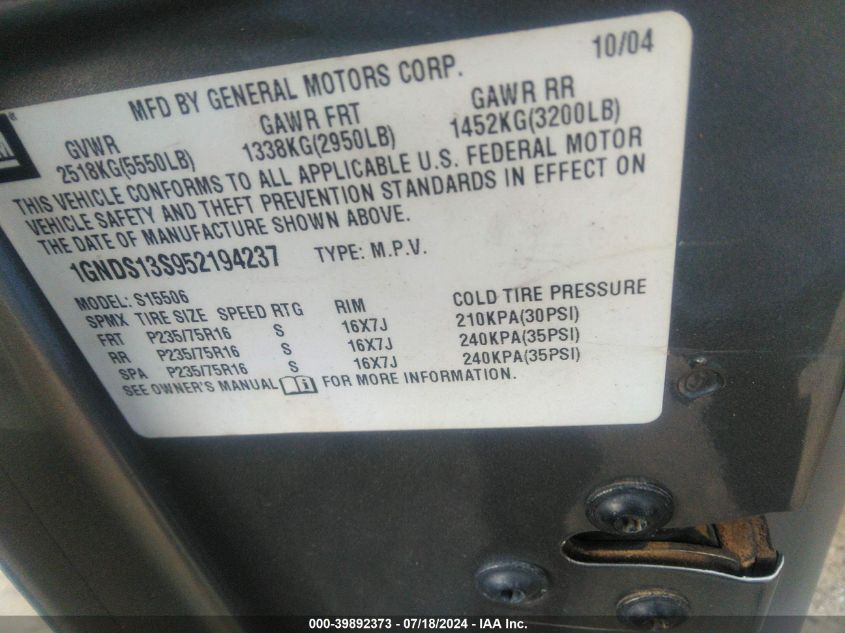 10/04
MFD BY GENERAL MOTORS CORP.
GVWR GAWR FRT GAWR RR
2518KG(5550LB) 1338KG(2950LB) 1452KG(3200LB)
THIS VEHICLE CONFORMS TO ALL APPLICABLE U.S. FEDERAL MOTOR
VEHICLE SAFETY AND THEFT PREVENTION STANDARDS IN EFFECT ON
THE DATE OF MANUFACTURE SHOWN ABOVE.
1GNDS13S952194237 TYPE: M.P.V.
MODEL: S15506
SPMX TIRE SIZE SPEED RTG RIM COLD TIRE PRESSURE
FRT P235/75R16 S 16X7J 210KPA(30PSI)
RR P235/75R16 S 16X7J 240KPA(35PSI)
SPA P235/75R16 S 16X7J 240KPA(35PSI)
SEE OWNER'S MANUAL FOR MORE INFORMATION.
000-39892373 - 07/18/2024 - IAA Inc.